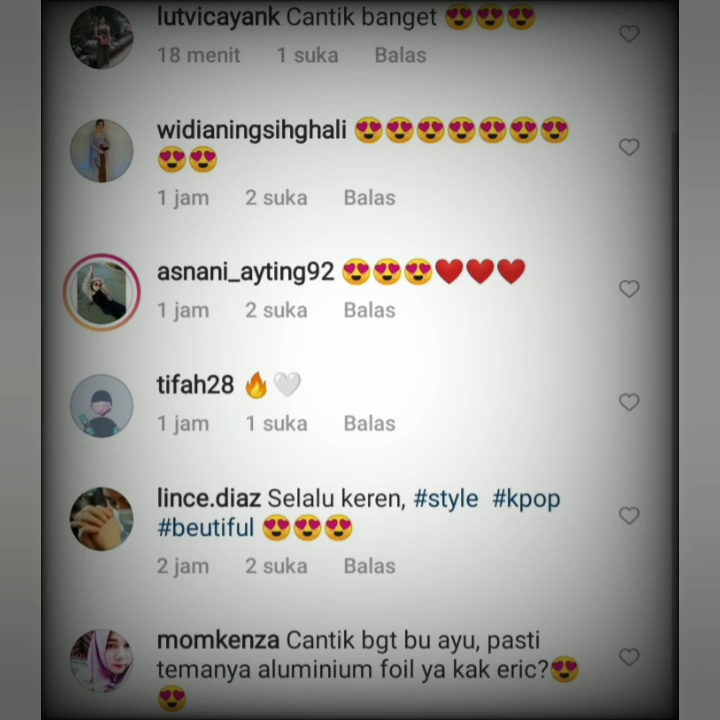 lutvicayank Cantik banget 😍😍😍
18 menit 1 suka Balas
widianingsihghali 😍😍😍😍😍😍😍
😍😍
1 jam 2 suka Balas
asnani_ayting92 😍😍😍❤️❤️❤️
1 jam 2 suka Balas
tifah28 🔥🤍
1 jam 1 suka Balas
lince.diaz Selalu keren, #style #kpop
#beutiful 😍😍😍
2 jam 2 suka Balas
momkenza Cantik bgt bu ayu, pasti
temanya aluminium foil ya kak eric?😍
😍